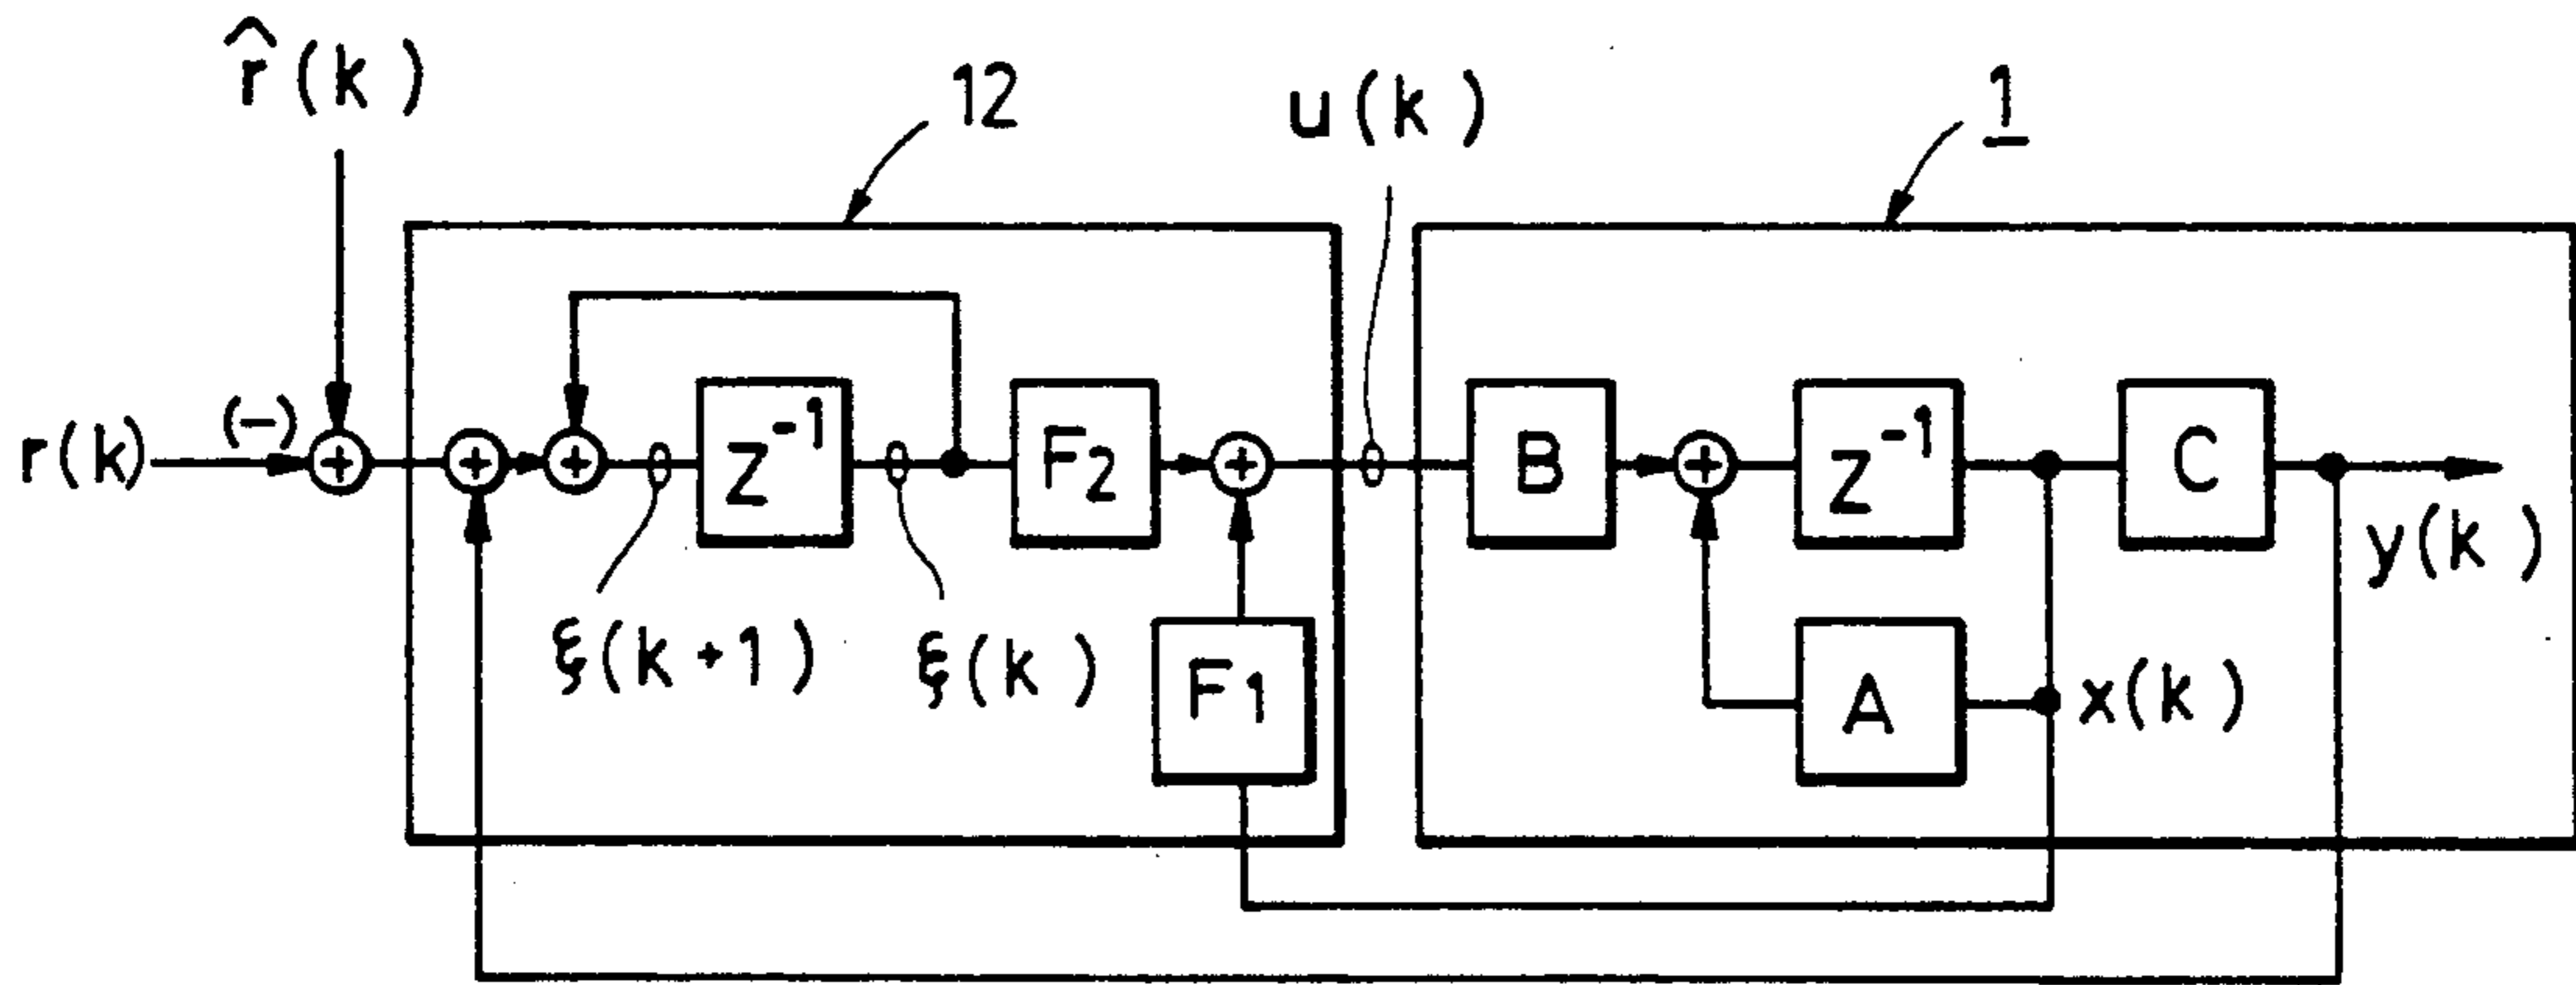 r̂(k)
12
u(k)
1
r(k)
(-)
+
+
+
Z⁻¹
F₂
+
B
+
Z⁻¹
C
y(k)
ξ(k+1)
ξ(k)
F1
A
x(k)